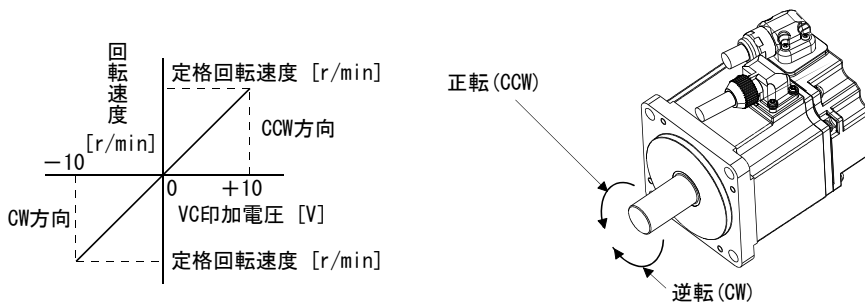 回転速度
[r/min]
定格回転速度 [r/min]
CCW方向
－10
0
＋10
VC印加電圧 [V]
CW方向
定格回転速度 [r/min]
正転(CCW)
逆転(CW)